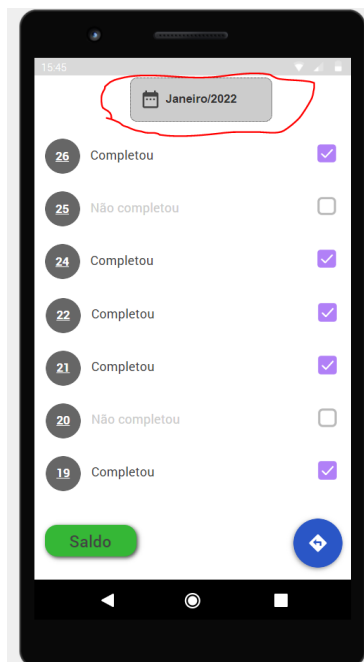 15:45
Janeiro/2022
26 Completou
25 Não completou
24 Completou
22 Completou
21 Completou
20 Não completou
19 Completou
Saldo